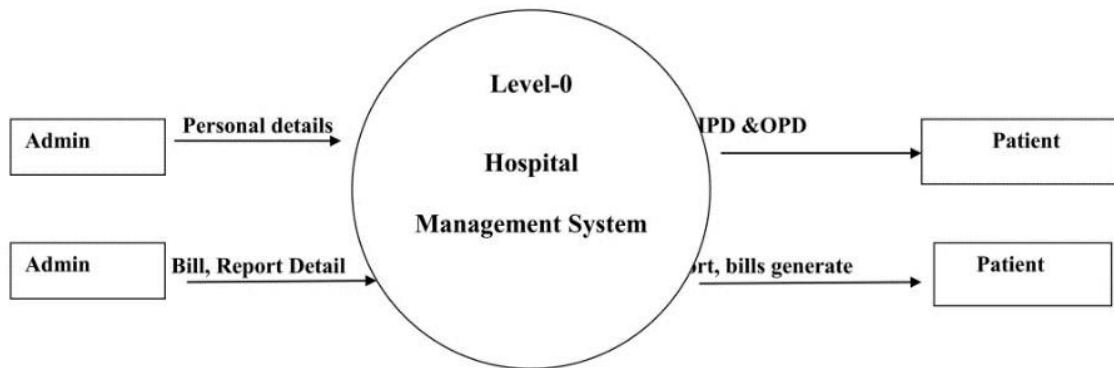 Level-0
Admin
Personal details
IPD &OPD
Patient
Hospital
Management System
Admin
Bill, Report Detail
bills generate
Patient